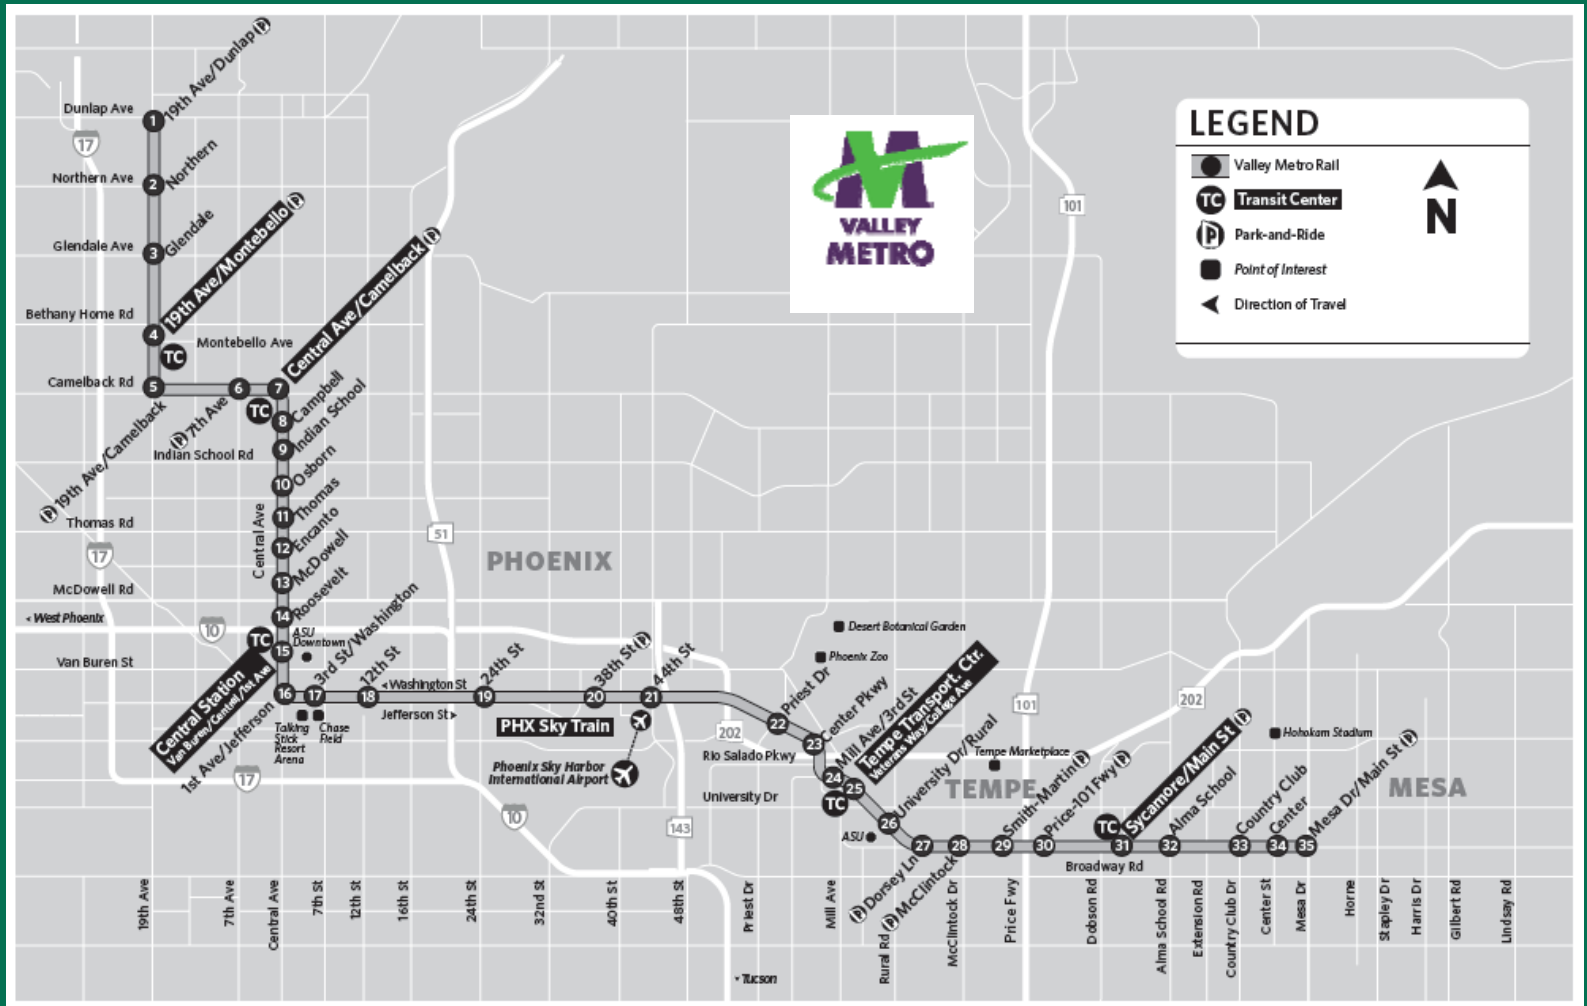 LEGEND
Valley Metro Rail
TC
Transit Center
P
Park-and-Ride
Point of Interest
Direction of Travel
N
VALLEY
METRO
Dunlap Ave
1
19th Ave/Dunlap
P
17
Northern Ave
2
Northern
Glendale Ave
3
Glendale
Bethany Home Rd
4
19th Ave/Montebello
P
TC
Montebello Ave
Camelback Rd
5
19th Ave/Camelback
P
6
7th Ave
P
7
Central Ave/Camelback
P
TC
8
Campbell
9
Indian School
Indian School Rd
10
Osborn
11
Thomas
Thomas Rd
12
Encanto
Central Ave
13
McDowell
McDowell Rd
14
Roosevelt
17
51
101
PHOENIX
West Phoenix
10
TC
15
Central Station
Van Buren/Central/1st Ave
ASU
Downtown
Van Buren St
16
1st Ave/Jefferson
17
3rd St/Washington
18
12th St
Washington St
Jefferson St
Talking
Stick
Resort
Arena
Chase
Field
19
24th St
20
38th St
P
21
44th St
PHX Sky Train
Phoenix Sky Harbor
International Airport
17
10
143
202
Desert Botanical Garden
Phoenix Zoo
22
Priest Dr
23
Center Pkwy
24
Mill Ave/3rd St
25
Tempe Transport. Ctr.
Veterans Way/College Ave
TC
Rio Salado Pkwy
University Dr
26
University Dr/Rural
ASU
27
Dorsey Ln
P
28
McClintock
P
TEMPE
Tempe Marketplace
101
202
29
Smith-Martin
P
30
Price-101 Fwy
P
TC
31
Sycamore/Main St
P
32
Alma School
33
Country Club
34
Center
35
Mesa Dr/Main St
P
Hohokam Stadium
MESA
Broadway Rd
19th Ave
7th Ave
Central Ave
7th St
12th St
16th St
24th St
32nd St
40th St
48th St
Priest Dr
Mill Ave
Rural Rd
McClintock Dr
Price Fwy
Dobson Rd
Alma School Rd
Extension Rd
Country Club Dr
Center St
Mesa Dr
Horne
Stapley Dr
Harris Dr
Gilbert Rd
Lindsay Rd
Tucson